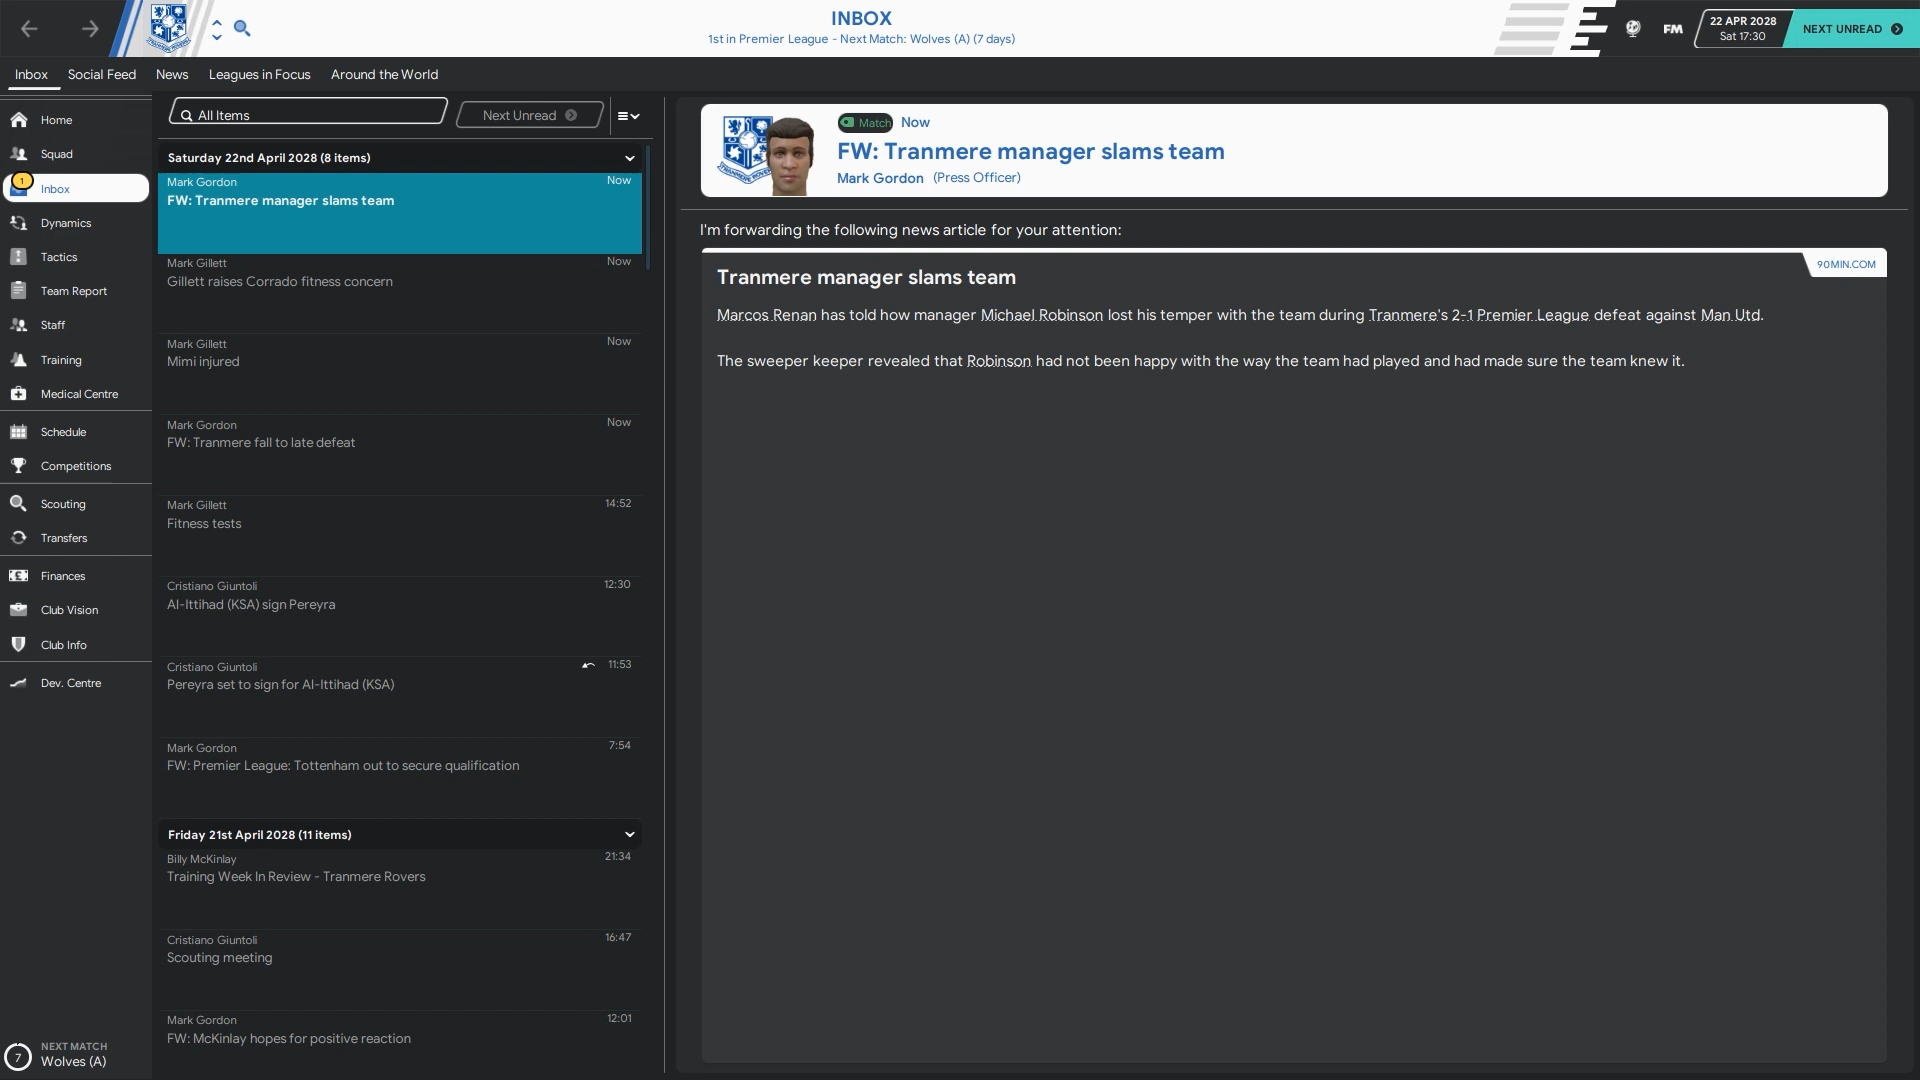 INBOX
1st in Premier League - Next Match: Wolves (A) (7 days)
FM
22 APR 2028
Sat 17:30
NEXT UNREAD
Inbox
Social Feed
News
Leagues in Focus
Around the World
Home
Squad
1
Inbox
Dynamics
Tactics
Team Report
Staff
Training
Medical Centre
Schedule
Competitions
Scouting
Transfers
Finances
Club Vision
Club Info
Dev. Centre
7
NEXT MATCH
Wolves (A)
All Items
Next Unread
Saturday 22nd April 2028 (8 items)
Mark Gordon
Now
FW: Tranmere manager slams team
Mark Gillett
Now
Gillett raises Corrado fitness concern
Mark Gillett
Now
Mimi injured
Mark Gordon
Now
FW: Tranmere fall to late defeat
Mark Gillett
14:52
Fitness tests
Cristiano Giuntoli
12:30
Al-Ittihad (KSA) sign Pereyra
Cristiano Giuntoli
11:53
Pereyra set to sign for Al-Ittihad (KSA)
Mark Gordon
7:54
FW: Premier League: Tottenham out to secure qualification
Friday 21st April 2028 (11 items)
Billy McKinlay
21:34
Training Week In Review - Tranmere Rovers
Cristiano Giuntoli
16:47
Scouting meeting
Mark Gordon
12:01
FW: McKinlay hopes for positive reaction
Match
Now
FW: Tranmere manager slams team
Mark Gordon (Press Officer)
I'm forwarding the following news article for your attention:
90MIN.COM
Tranmere manager slams team
Marcos Renan has told how manager Michael Robinson lost his temper with the team during Tranmere's 2-1 Premier League defeat against Man Utd.
The sweeper keeper revealed that Robinson had not been happy with the way the team had played and had made sure the team knew it.